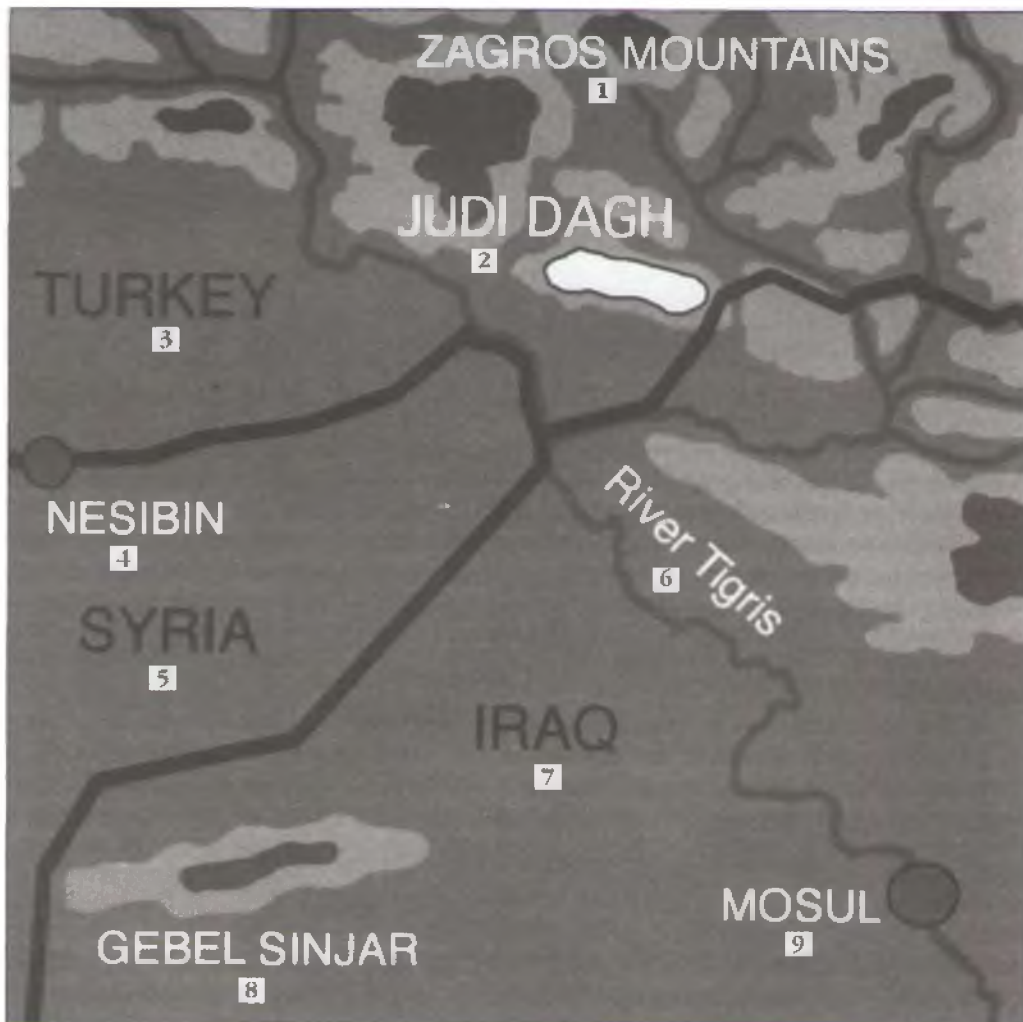 ZAGROS MOUNTAINS
1
JUDI DAGH
2
TURKEY
3
NESIBIN
4
River Tigris
6
SYRIA
5
IRAQ
7
MOSUL
9
GEBEL SINJAR
8